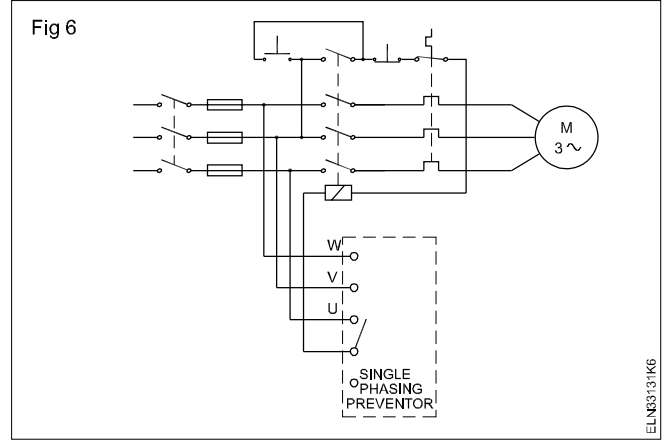 Fig 6
M
3 ~
W
V
U
SINGLE
PHASING
PREVENTOR
ELN33131K6